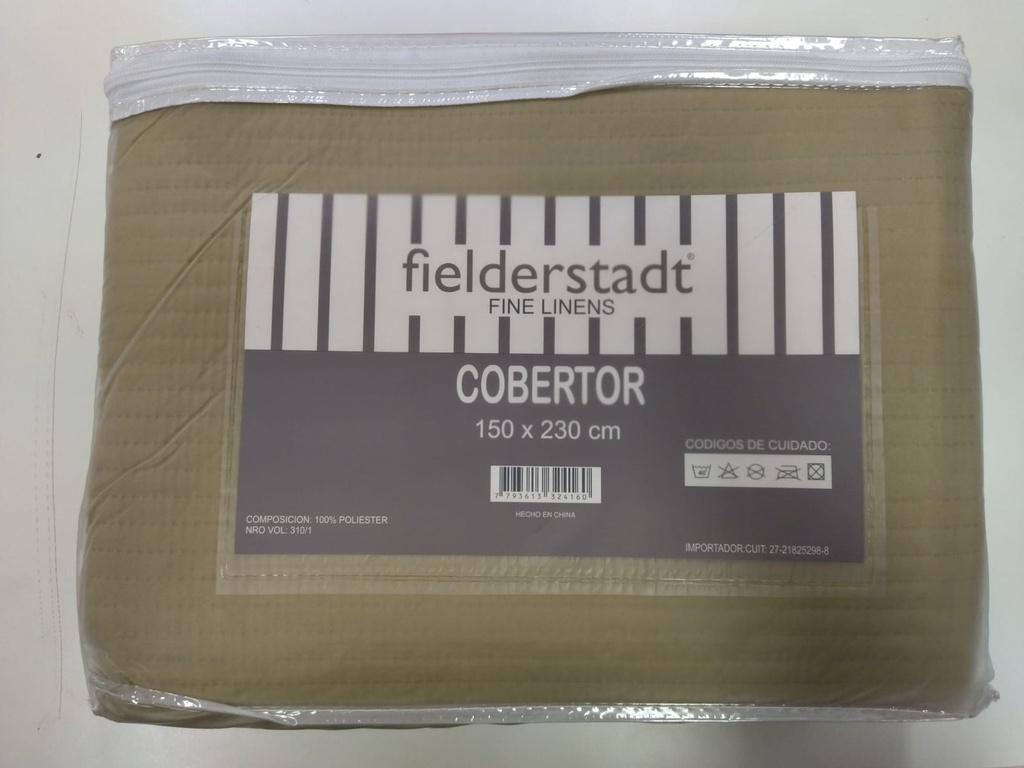 fielderstadt®
FINE LINENS
COBERTOR
150 x 230 cm
CODIGOS DE CUIDADO:
7 793613 324160
HECHO EN CHINA
COMPOSICION: 100% POLIESTER
NRO VOL: 310/1
IMPORTADOR:CUIT: 27-21825298-8